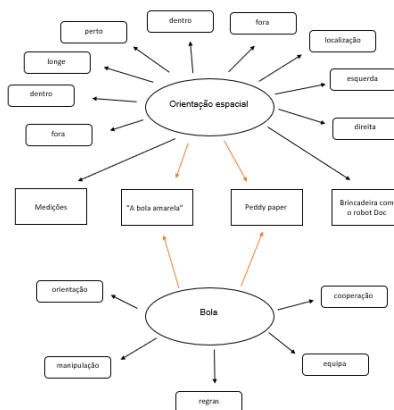 dentro
fora
perto
localização
longe
esquerda
dentro
Orientação espacial
direita
fora
Medições
"A bola amarela"
Peddy paper
Brincadeira com
o robot Doc
orientação
cooperação
Bola
manipulação
equipa
regras